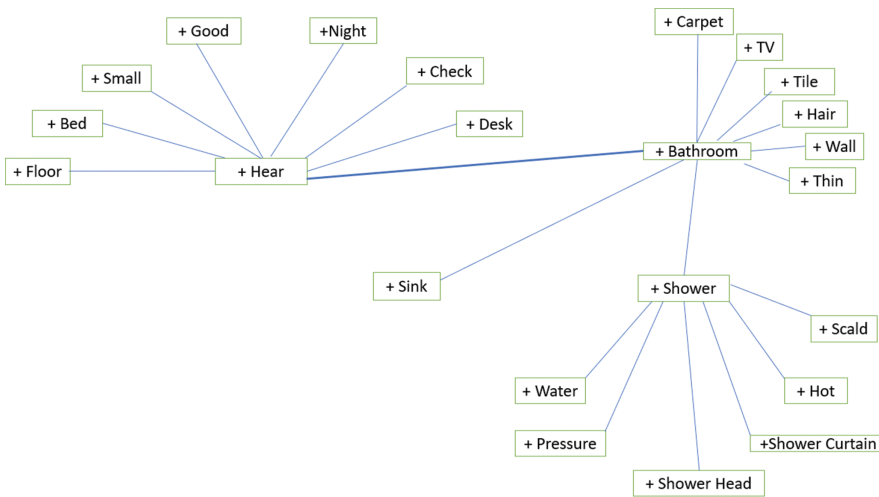 + Carpet
+ Good
+Night
+ TV
+ Small
+ Check
+ Tile
+ Hair
+ Bed
+ Desk
+ Wall
+ Bathroom
+ Floor
+ Hear
+ Thin
+ Sink
+ Shower
+ Scald
+ Water
+ Hot
+ Pressure
+Shower Curtain
+ Shower Head